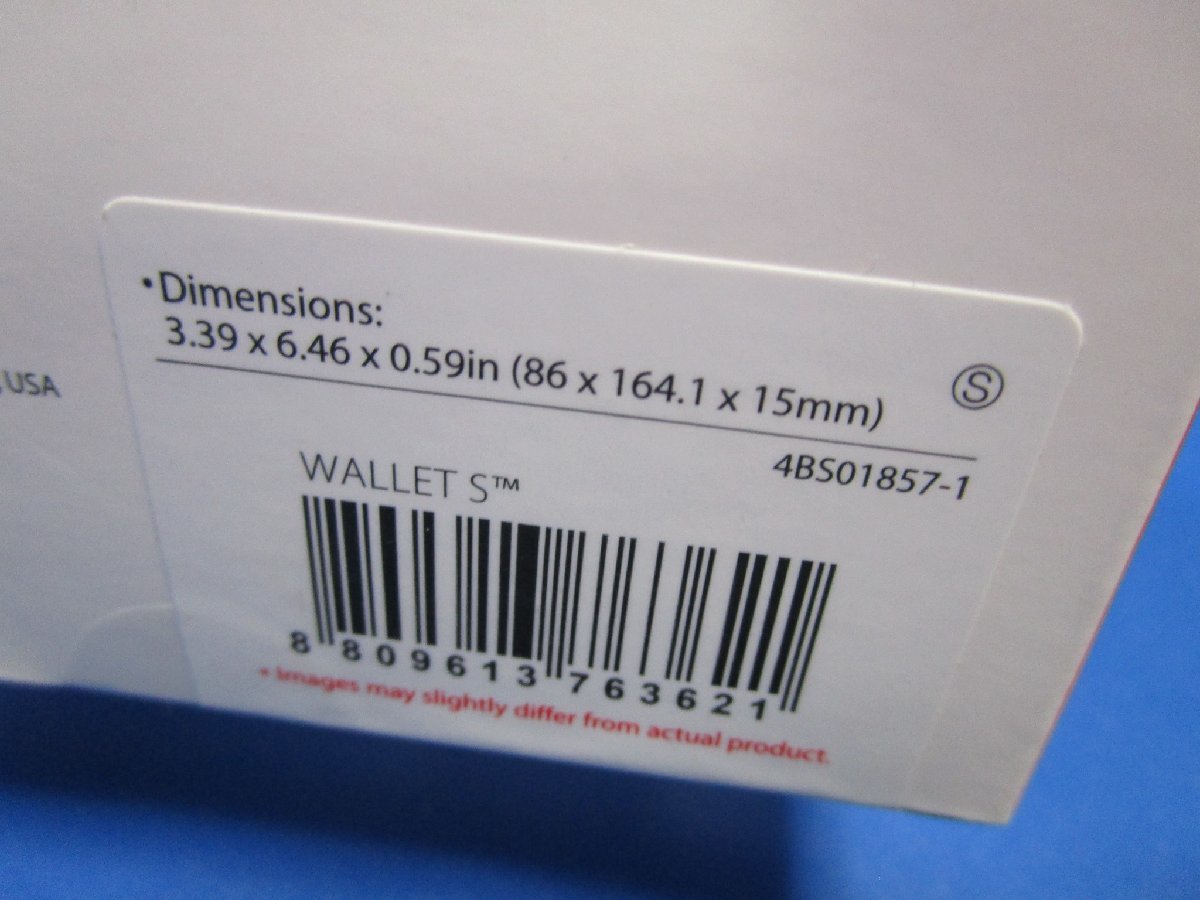 •Dimensions:
3.39 x 6.46 x 0.59in (86 x 164.1 x 15mm)
Ⓢ
, USA
4BS01857-1
WALLET S™
8 809613 763621
* Images may slightly differ from actual product.